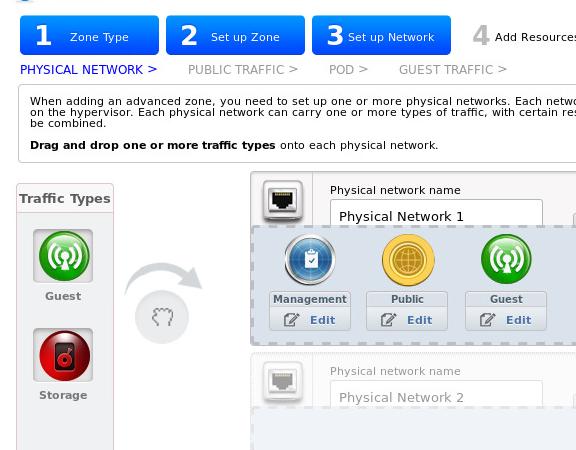 1 Zone Type 2 Set up Zone 3 Set up Network 4 Add Resources
PHYSICAL NETWORK > PUBLIC TRAFFIC > POD > GUEST TRAFFIC >
When adding an advanced zone, you need to set up one or more physical networks. Each
on the hypervisor. Each physical network can carry one or more types of traffic, with certain
be combined.
Drag and drop one or more traffic types onto each physical network.
Traffic Types
Guest
Storage
Physical network name
Physical Network 1
Management Public Guest
Edit Edit Edit
Physical network name
Physical Network 2